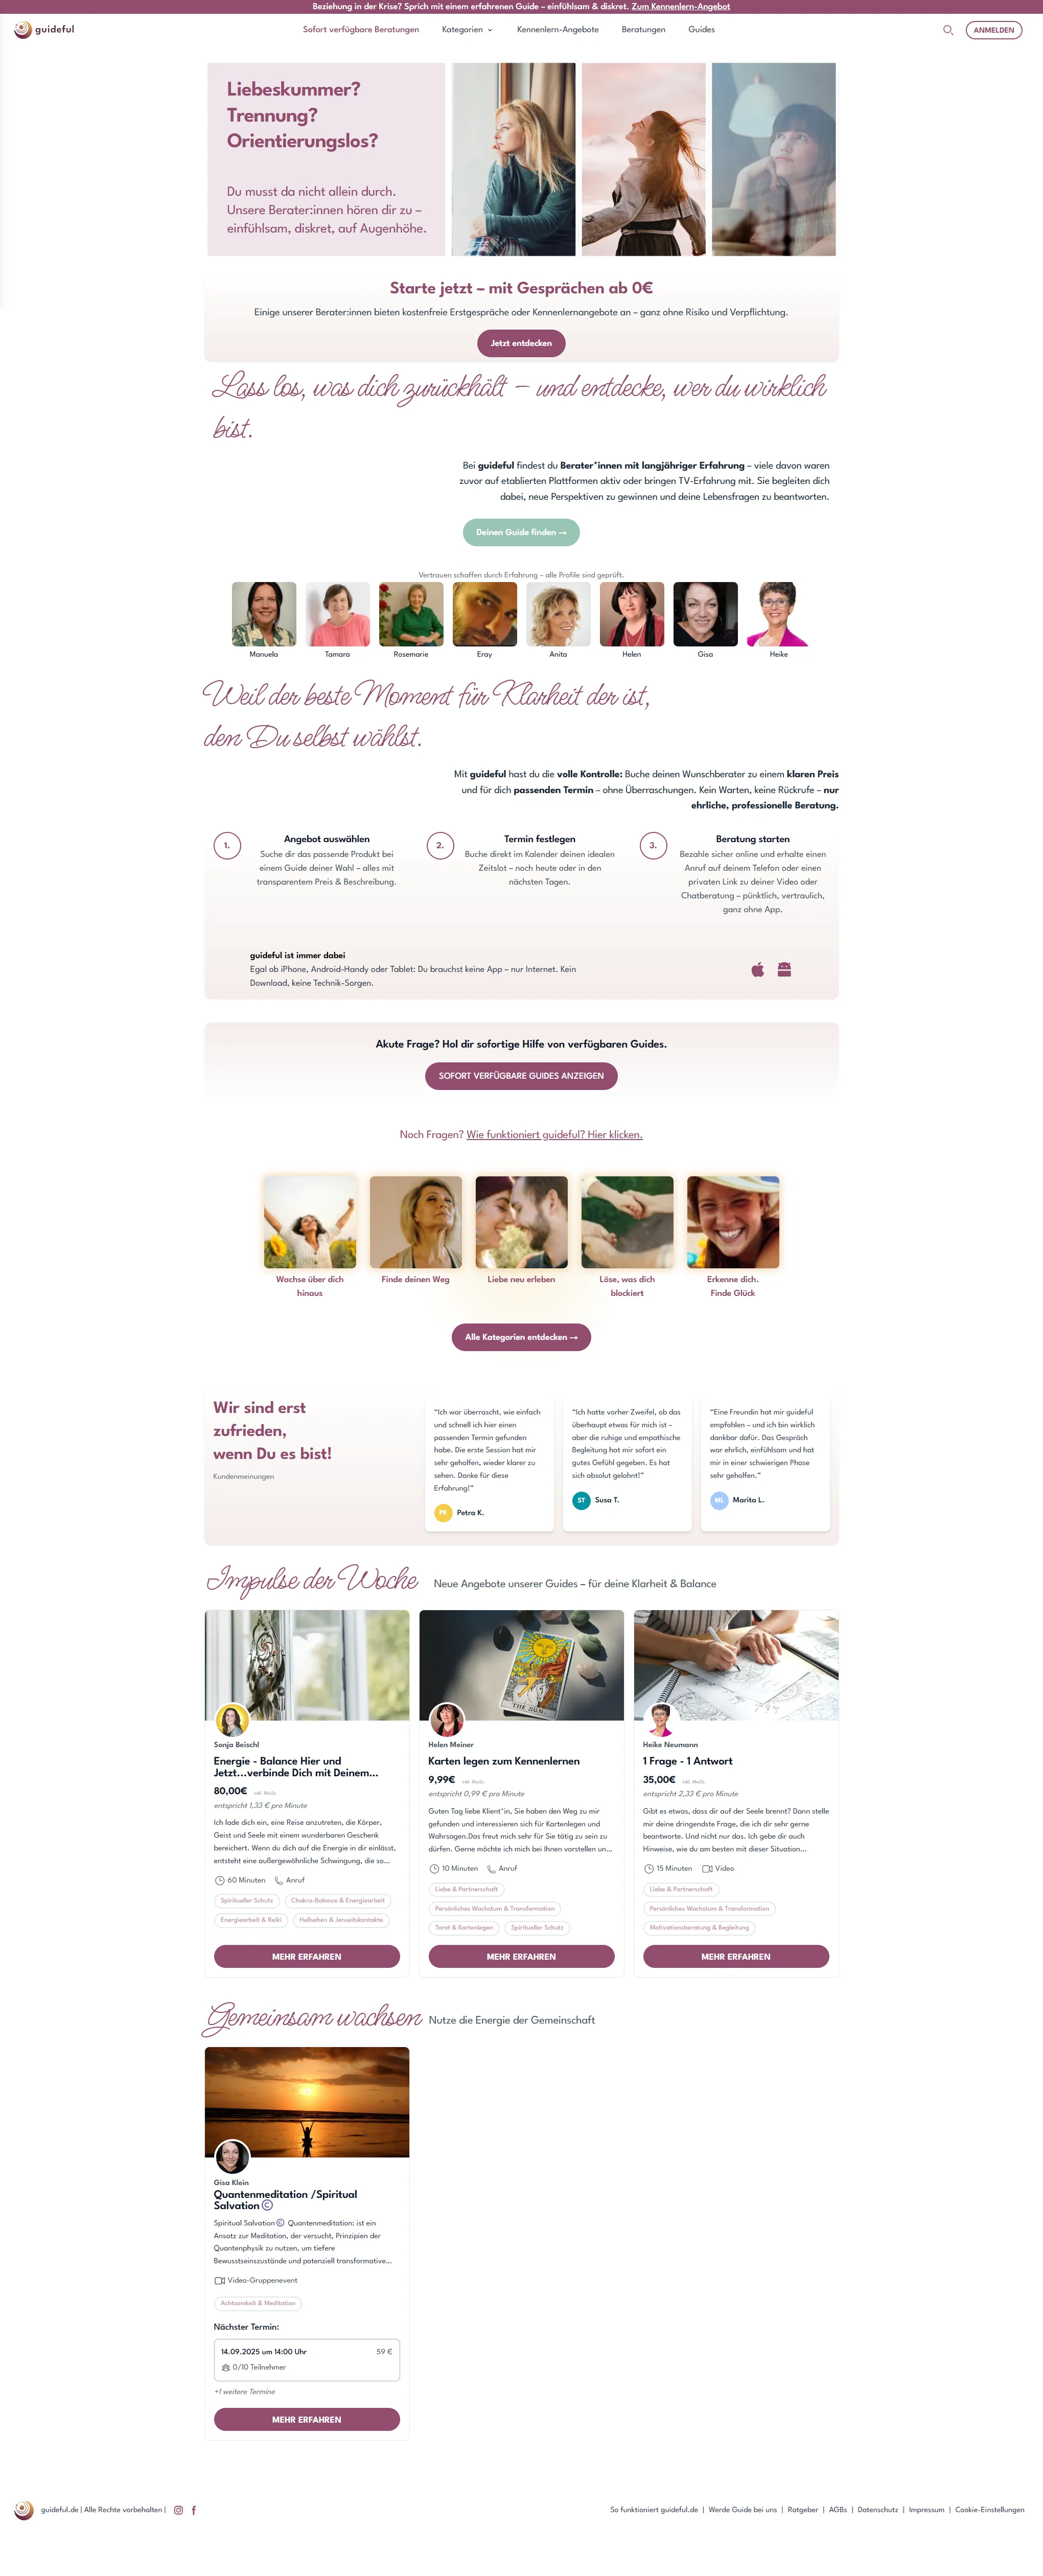 Beziehung in der Krise? Sprich mit einem erfahrenen Guide – einfühlsam & diskret. Zum Kennenlern-Angebot
guideful
Sofort verfügbare Beratungen
Kategorien
Kennenlern-Angebote
Beratungen
Guides
ANMELDEN
Liebeskummer?
Trennung?
Orientierungslos?
Du musst da nicht allein durch.
Unsere Berater:innen hören dir zu –
einfühlsam, diskret, auf Augenhöhe.
Starte jetzt – mit Gesprächen ab 0€
Einige unserer Berater:innen bieten kostenfreie Erstgespräche oder Kennenlernangebote an – ganz ohne Risiko und Verpflichtung.
Jetzt entdecken
Lass los, was dich zurückhält – und entdecke, wer du wirklich
bist.
Bei guideful findest du Berater*innen mit langjähriger Erfahrung – viele davon waren
zuvor auf etablierten Plattformen aktiv oder bringen TV-Erfahrung mit. Sie begleiten dich
dabei, neue Perspektiven zu gewinnen und deine Lebensfragen zu beantworten.
Deinen Guide finden →
Vertrauen schaffen durch Erfahrung – alle Profile sind geprüft.
Manuela
Tamara
Rosemarie
Eray
Anita
Helen
Gisa
Heike
Weil der beste Moment für Klarheit der ist,
den Du selbst wählst.
Mit guideful hast du die volle Kontrolle: Buche deinen Wunschberater zu einem klaren Preis
und für dich passenden Termin – ohne Überraschungen. Kein Warten, keine Rückrufe – nur
ehrliche, professionelle Beratung.
1.
Angebot auswählen
Suche dir das passende Produkt bei
einem Guide deiner Wahl – alles mit
transparentem Preis & Beschreibung.
2.
Termin festlegen
Buche direkt im Kalender deinen idealen
Zeitslot – noch heute oder in den
nächsten Tagen.
3.
Beratung starten
Bezahle sicher online und erhalte einen
Anruf auf deinem Telefon oder einen
privaten Link zu deiner Video oder
Chatberatung – pünktlich, vertraulich,
ganz ohne App.
guideful ist immer dabei
Egal ob iPhone, Android-Handy oder Tablet: Du brauchst keine App – nur Internet. Kein
Download, keine Technik-Sorgen.
Akute Frage? Hol dir sofortige Hilfe von verfügbaren Guides.
SOFORT VERFÜGBARE GUIDES ANZEIGEN
Noch Fragen? Wie funktioniert guideful? Hier klicken.
Wachse über dich
hinaus
Finde deinen Weg
Liebe neu erleben
Löse, was dich
blockiert
Erkenne dich.
Finde Glück
Alle Kategorien entdecken →
Wir sind erst
zufrieden,
wenn Du es bist!
Kundenmeinungen
"Ich war überrascht, wie einfach
und schnell ich hier einen
passenden Termin gefunden
habe. Die erste Session hat mir
sehr geholfen, wieder klarer zu
sehen. Danke für diese
Erfahrung!"
PK
Petra K.
"Ich hatte vorher Zweifel, ob das
überhaupt etwas für mich ist –
aber die ruhige und empathische
Begleitung hat mir sofort ein
gutes Gefühl gegeben. Es hat
sich absolut gelohnt!"
ST
Susa T.
"Eine Freundin hat mir guideful
empfohlen – und ich bin wirklich
dankbar dafür. Das Gespräch
war ehrlich, einfühlsam und hat
mir in einer schwierigen Phase
sehr geholfen."
ML
Marita L.
Impulse der Woche
Neue Angebote unserer Guides – für deine Klarheit & Balance
Sonja Beischl
Energie - Balance Hier und
Jetzt...verbinde Dich mit Deinem...
80,00€ inkl. MwSt.
entspricht 1,33 € pro Minute
Ich lade dich ein, eine Reise anzutreten, die Körper,
Geist und Seele mit einem wunderbaren Geschenk
bereichert. Wenn du dich auf die Energie in dir einlässt,
entsteht eine außergewöhnliche Schwingung, die so...
60 Minuten
Anruf
Spiritueller Schutz
Chakra-Balance & Energiearbeit
Energiearbeit & Reiki
Hellsehen & Jenseitskontakte
MEHR ERFAHREN
THE SUN.
Helen Meiner
Karten legen zum Kennenlernen
9,99€ inkl. MwSt.
entspricht 0,99 € pro Minute
Guten Tag liebe Klient*in, Sie haben den Weg zu mir
gefunden und interessieren sich für Kartenlegen und
Wahrsagen.Das freut mich sehr für Sie tätig zu sein zu
dürfen. Gerne möchte ich mich bei Ihnen vorstellen un...
10 Minuten
Anruf
Liebe & Partnerschaft
Persönliches Wachstum & Transformation
Tarot & Kartenlegen
Spiritueller Schutz
MEHR ERFAHREN
Heike Neumann
1 Frage - 1 Antwort
35,00€ inkl. MwSt.
entspricht 2,33 € pro Minute
Gibt es etwas, dass dir auf der Seele brennt? Dann stelle
mir deine dringendste Frage, die ich dir sehr gerne
beantworte. Und nicht nur das. Ich gebe dir auch
Hinweise, wie du am besten mit dieser Situation...
15 Minuten
Video
Liebe & Partnerschaft
Persönliches Wachstum & Transformation
Motivationsberatung & Begleitung
MEHR ERFAHREN
Gemeinsam wachsen
Nutze die Energie der Gemeinschaft
Gisa Klein
Quantenmeditation /Spiritual
Salvation ©
Spiritual Salvation © Quantenmeditation: ist ein
Ansatz zur Meditation, der versucht, Prinzipien der
Quantenphysik zu nutzen, um tiefere
Bewusstseinszustände und potenziell transformative...
Video-Gruppenevent
Achtsamkeit & Meditation
Nächster Termin:
14.09.2025 um 14:00 Uhr
59 €
0/10 Teilnehmer
+1 weitere Termine
MEHR ERFAHREN
guideful.de | Alle Rechte vorbehalten |
So funktioniert guideful.de | Werde Guide bei uns | Ratgeber | AGBs | Datenschutz | Impressum | Cookie-Einstellungen